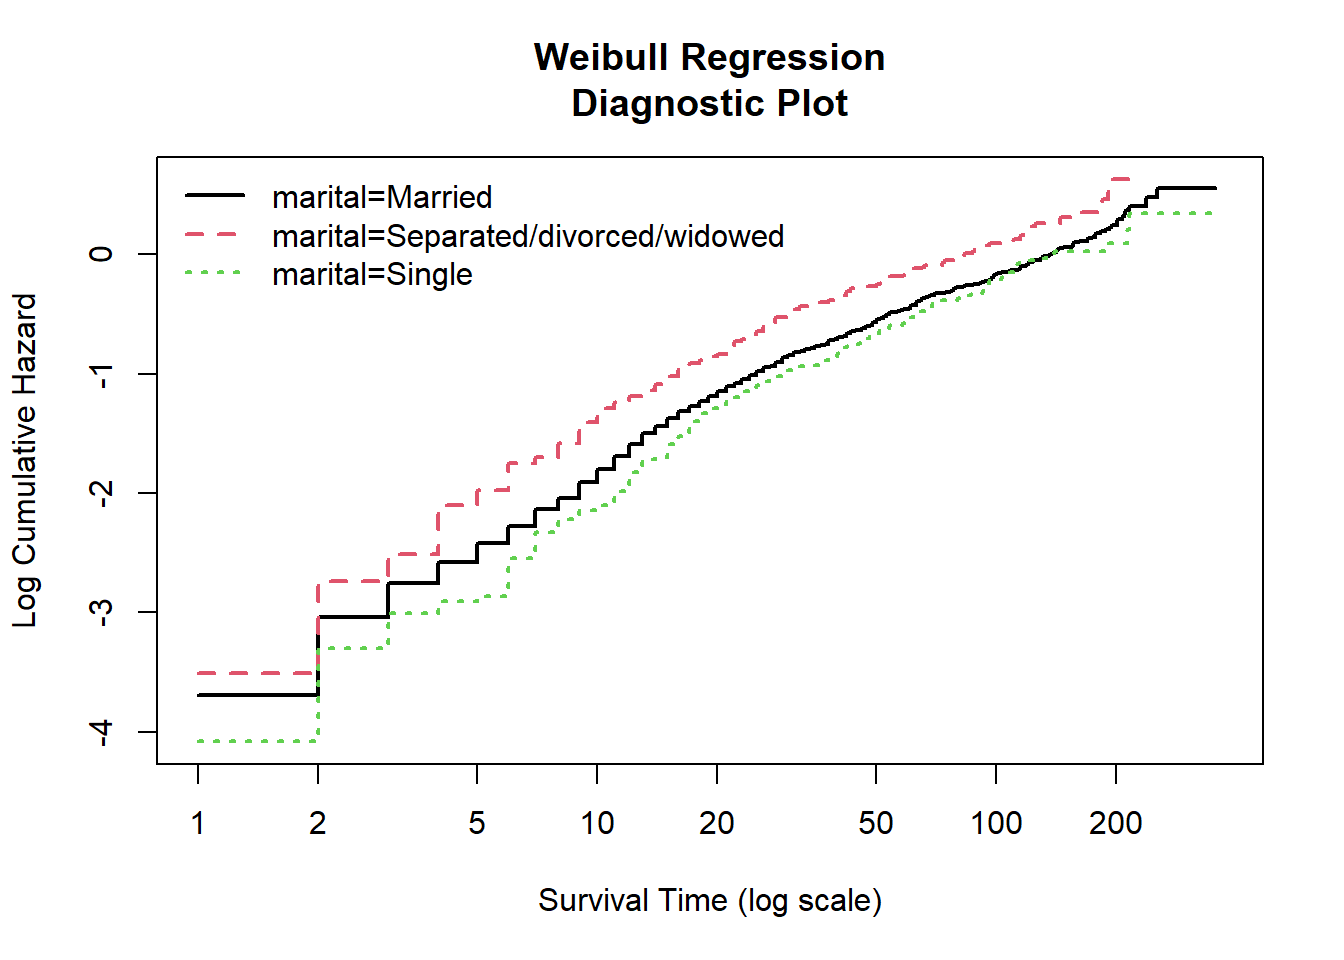 Weibull Regression
Diagnostic Plot
marital=Married
marital=Separated/divorced/widowed
marital=Single
Log Cumulative Hazard
0
-1
-2
-3
-4
1 2 5 10 20 50 100 200
Survival Time (log scale)